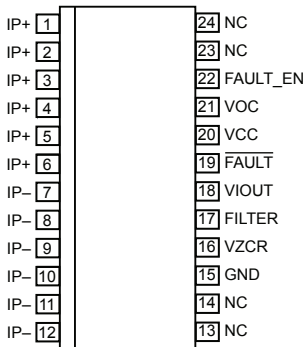 IP+ 1
IP+ 2
IP+ 3
IP+ 4
IP+ 5
IP+ 6
IP– 7
IP– 8
IP– 9
IP– 10
IP– 11
IP– 12
24 NC
23 NC
22 FAULT_EN
21 VOC
20 VCC
19 FAULT
18 VIOUT
17 FILTER
16 VZCR
15 GND
14 NC
13 NC